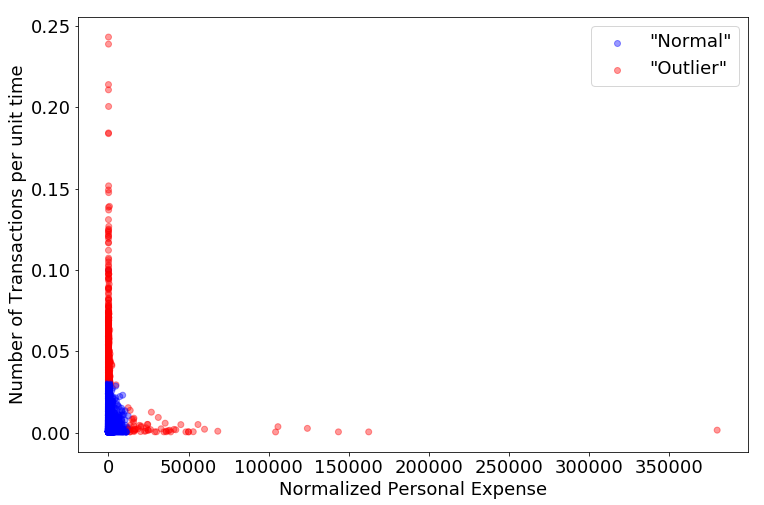 0.25
0.20
0.15
0.10
0.05
0.00
Number of Transactions per unit time
"Normal"
"Outlier"
0 50000 100000 150000 200000 250000 300000 350000
Normalized Personal Expense